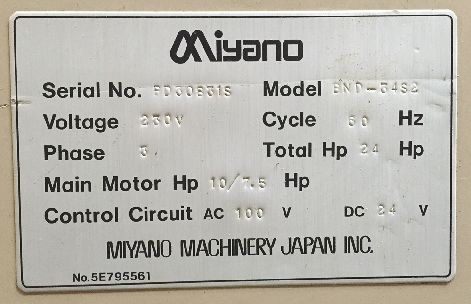 Miyano
Serial No. FD30831S Model BND-34S2
Voltage 230V Cycle 60 Hz
Phase 3 Total Hp 24 Hp
Main Motor Hp 10/7.5 Hp
Control Circuit AC 100 V DC 24 V
MIYANO MACHINERY JAPAN INC.
No.5E795561